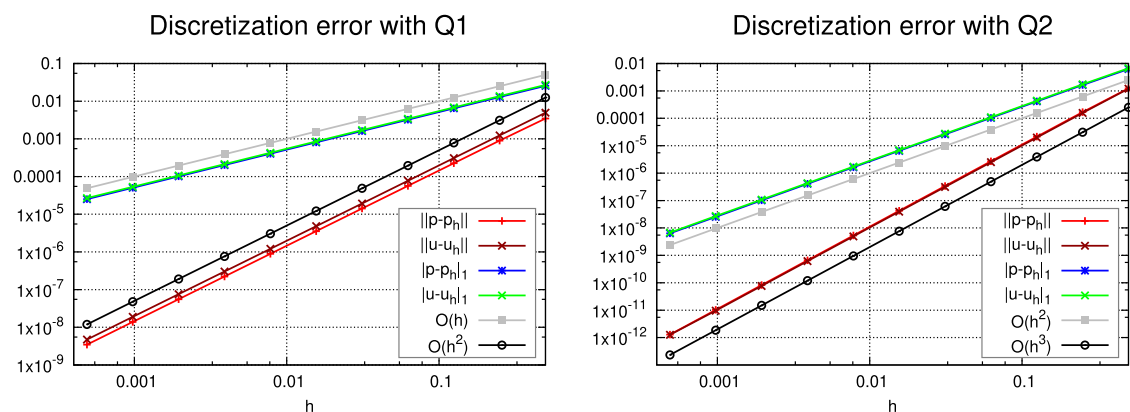 Discretization error with Q1
0.1
0.01
0.001
0.0001
1x10-5
1x10-6
1x10-7
1x10-8
1x10-9
||p-ph||
||u-uh||
|p-ph|1
|u-uh|1
O(h)
O(h2)
0.001
0.01
0.1
h
Discretization error with Q2
0.01
0.0001
1x10-5
1x10-6
1x10-7
1x10-8
1x10-9
1x10-10
1x10-11
1x10-12
||p-ph||
||u-uh||
|p-ph|1
|u-uh|1
O(h2)
O(h3)
0.001
0.01
0.1
h